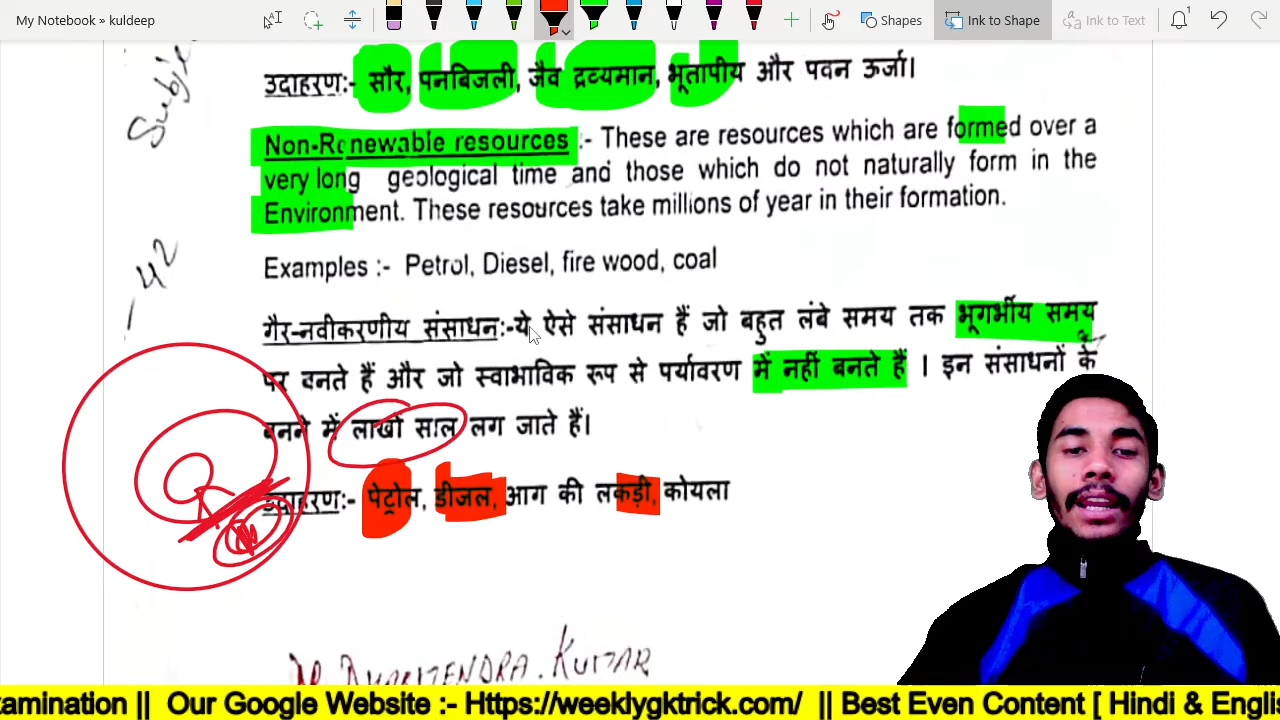 My Notebook » kuldeep
Shapes
Ink to Shape
Ink to Text
Subje
उदाहरण:- सौर, पनबिजली, जैव द्रव्यमान, भूतापीय और पवन ऊर्जा।
Non-Renewable resources :- These are resources which are formed over a
very long geological time and those which do not naturally form in the
Environment. These resources take millions of year in their formation.
42
Examples :- Petrol, Diesel, fire wood, coal
गैर-नवीकरणीय संसाधन:-ये ऐसे संसाधन हैं जो बहुत लंबे समय तक भूगर्भीय समय
पर बनते हैं और जो स्वाभाविक रूप से पर्यावरण में नहीं बनते हैं । इन संसाधनों के
बनने में लाखों साल लग जाते हैं।
उदाहरण:- पेट्रोल, डीजल, आग की लकड़ी, कोयला
KUMAR
amination || Our Google Website :- Https://weeklygktrick.com/ || Best Even Content [ Hindi & Englis